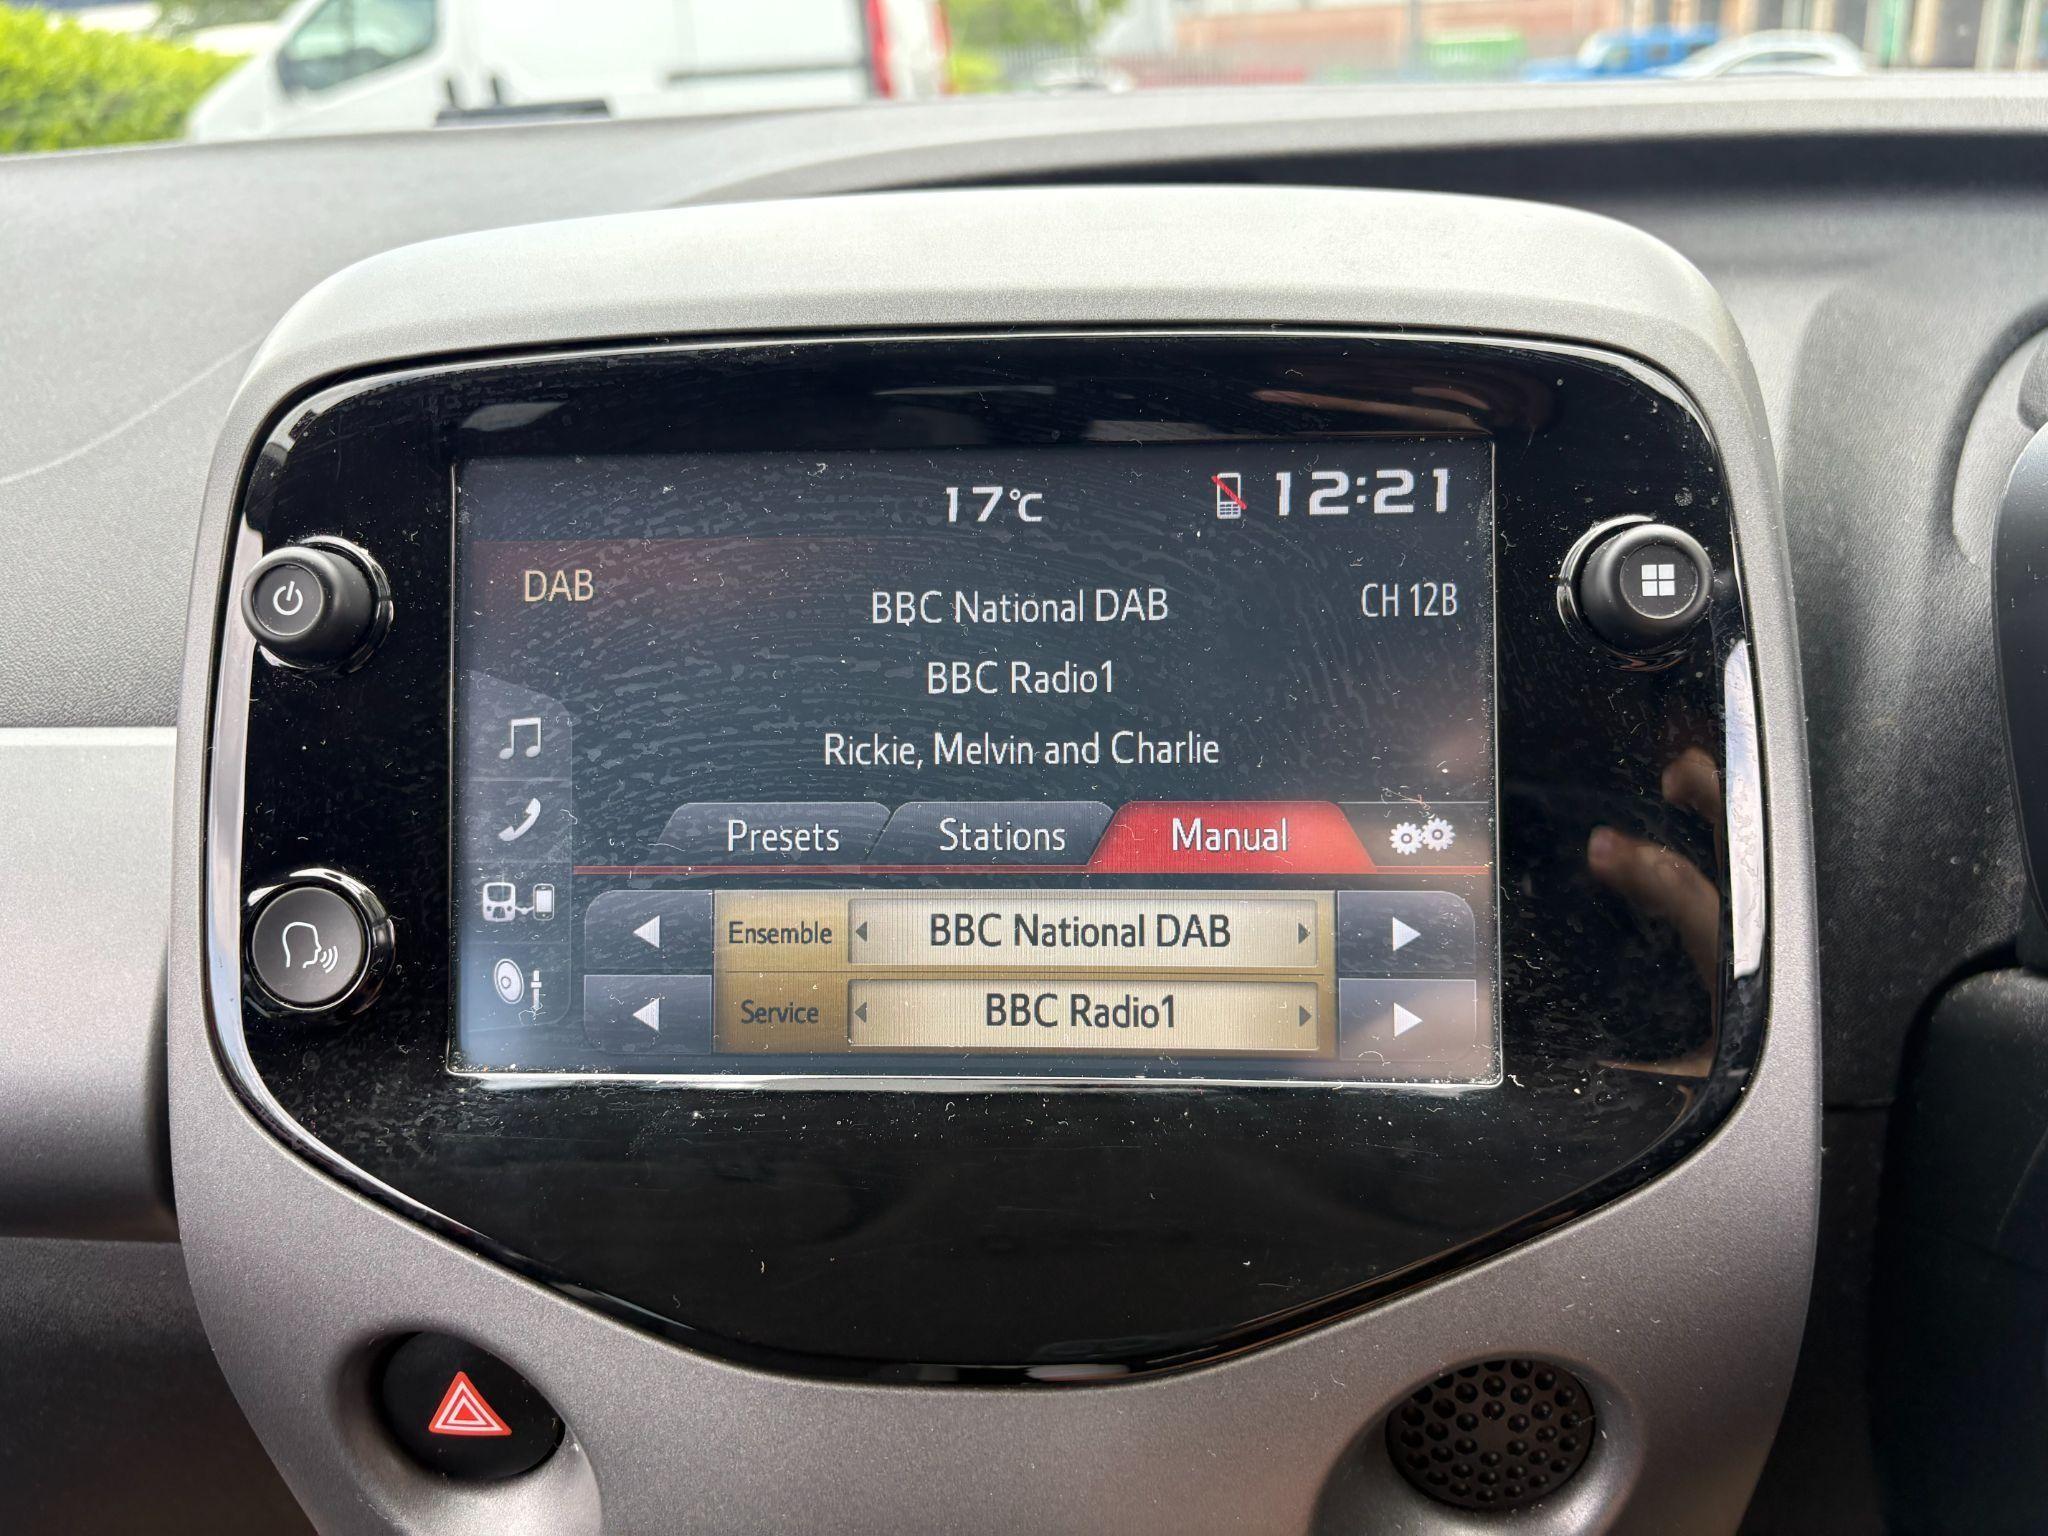 17°C
12:21
DAB
BBC National DAB
CH 12B
BBC Radio1
Rickie, Melvin and Charlie
Presets
Stations
Manual
Ensemble
BBC National DAB
Service
BBC Radio1